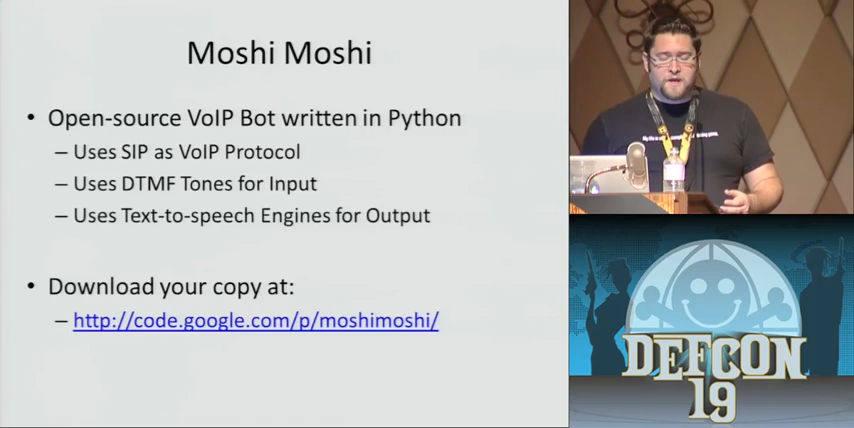 Moshi Moshi
• Open-source VoIP Bot written in Python
– Uses SIP as VoIP Protocol
– Uses DTMF Tones for Input
– Uses Text-to-speech Engines for Output
• Download your copy at:
– http://code.google.com/p/moshimoshi/
DEFCON
19